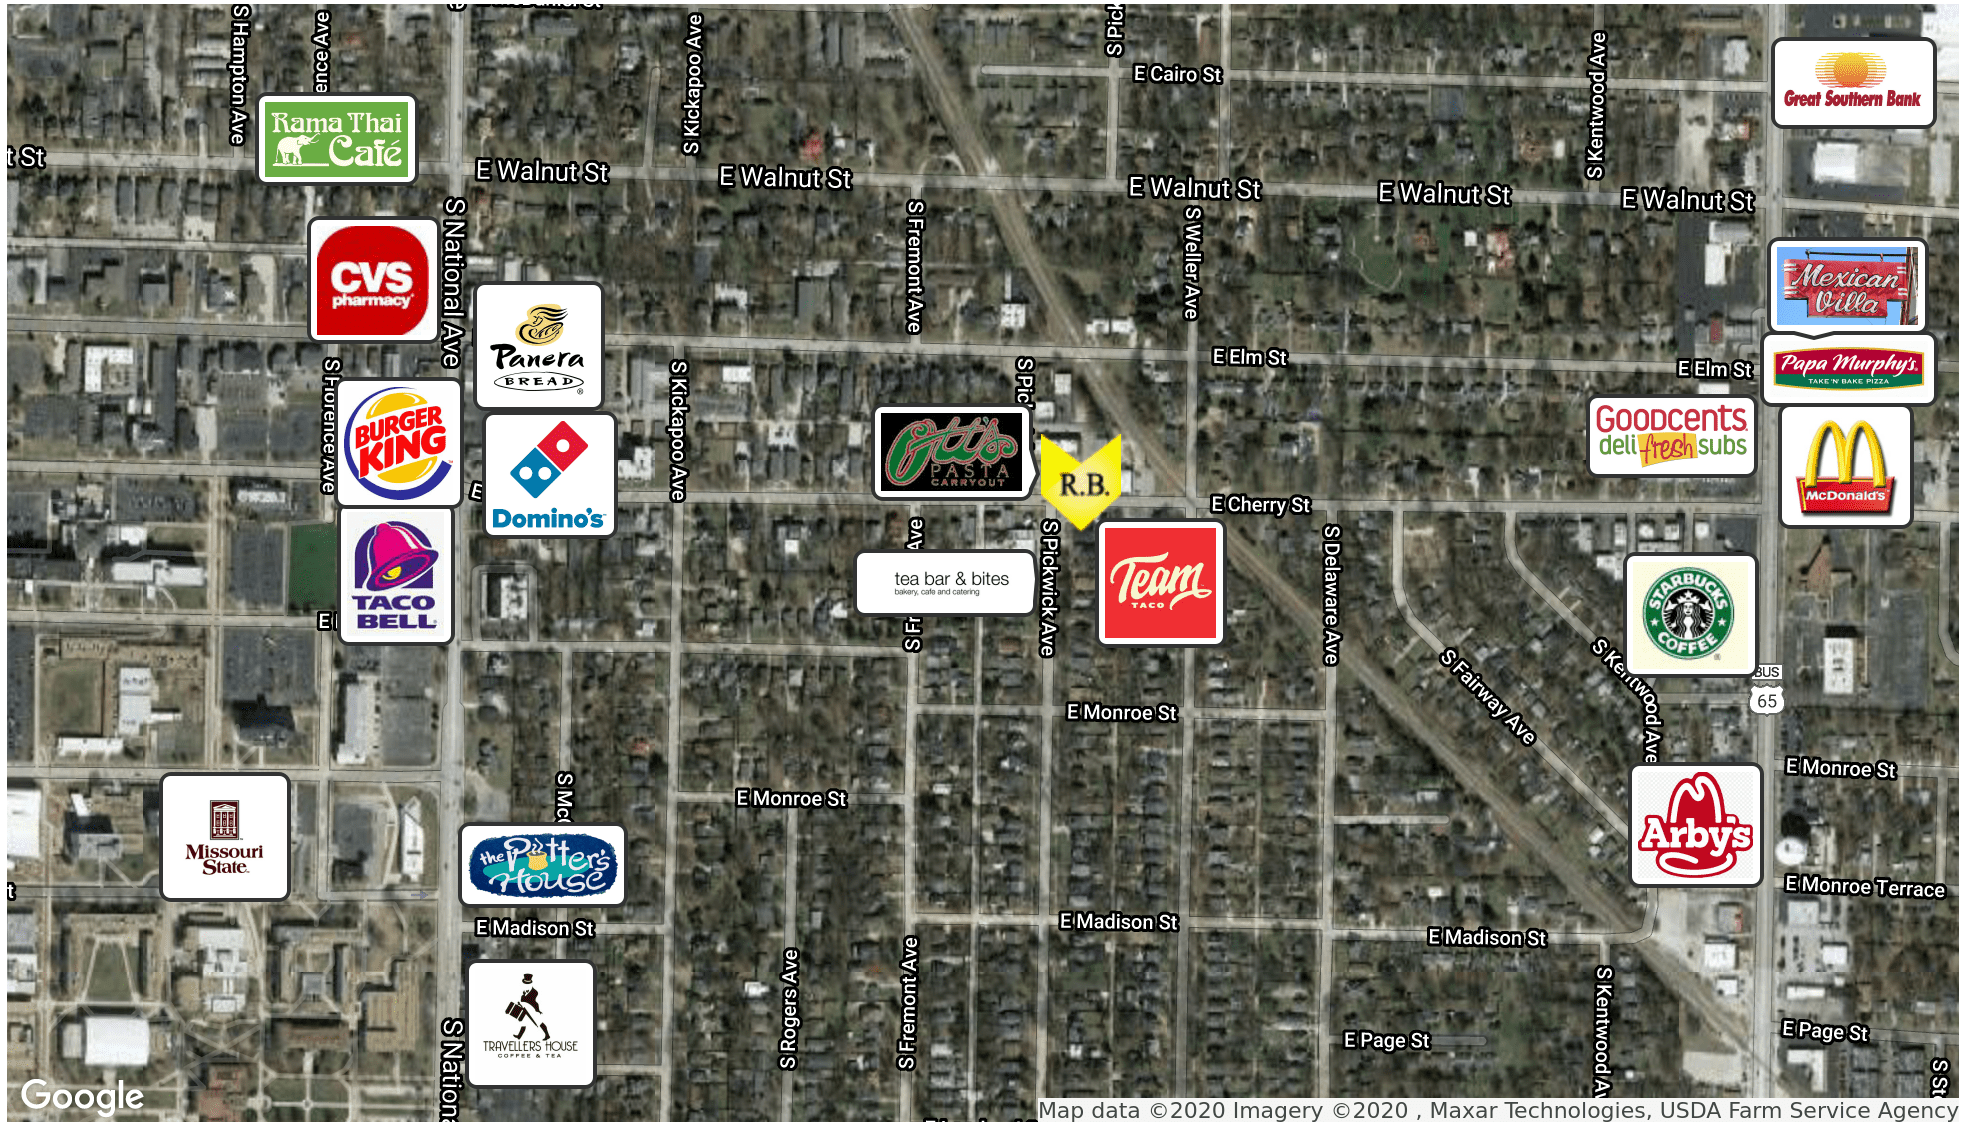 S Hampton Ave
ence Ave
S Kickapoo Ave
S Pick
E Cairo St
S Kentwood Ave
Great Southern Bank
Rama Thai
Café
t St
E Walnut St
E Walnut St
E Walnut St
E Walnut St
E Walnut St
S National Ave
S Fremont Ave
S Weller Ave
CVS
pharmacy
Mexican
Villa
Panera
BREAD
®
E Elm St
E Elm St
Papa Murphy's
TAKE 'N' BAKE PIZZA
S Florence Ave
S Kickapoo Ave
S Pic
BURGER
KING
Ott's
PASTA
CARRYOUT
R.B.
GOODCENTS
deli fresh subs
McDonald's
E
Domino's
E Cherry St
Ave
S Fr
S Pickwick Ave
S Delaware Ave
TACO
BELL
E
tea bar & bites
bakery, cafe and catering
Team
TACO
STARBUCKS
COFFEE
S Kentwood Ave
S Fairway Ave
BUS
65
E Monroe St
E Monroe St
E Monroe St
S Mcc
Missouri
State
the Potter's
House
Arby's
E Monroe Terrace
t
E Madison St
E Madison St
E Madison St
S Rogers Ave
S Fremont Ave
S Kentwood A
TRAVELLERS HOUSE
COFFEE & TEA
S Nationa
E Page St
E Page St
S St
Google
Map data ©2020 Imagery ©2020 , Maxar Technologies, USDA Farm Service Agency